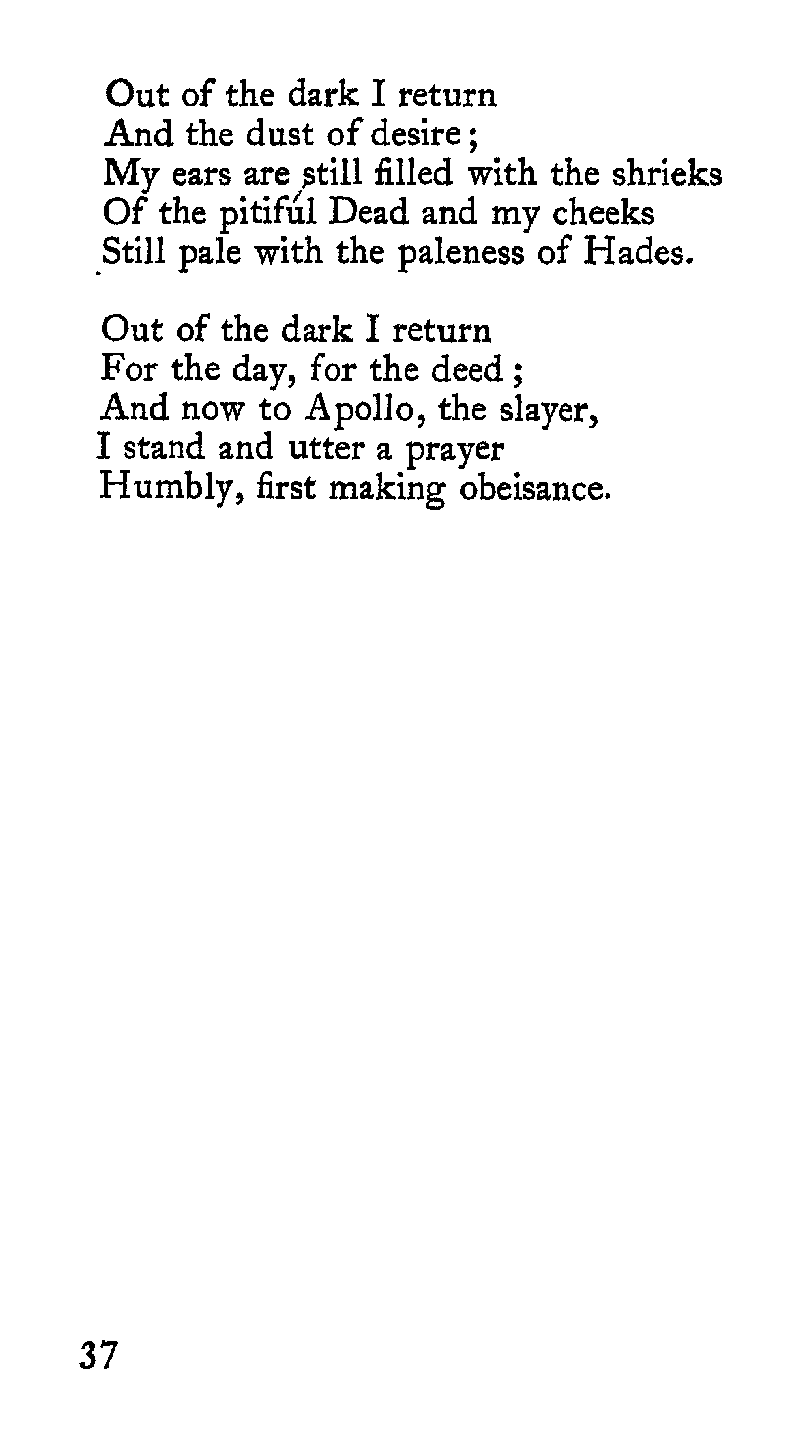 Out of the dark I return
And the dust of desire;
My ears are still filled with the shrieks
Of the pitiful Dead and my cheeks
Still pale with the paleness of Hades.
Out of the dark I return
For the day, for the deed;
And now to Apollo, the slayer,
I stand and utter a prayer
Humbly, first making obeisance.
37